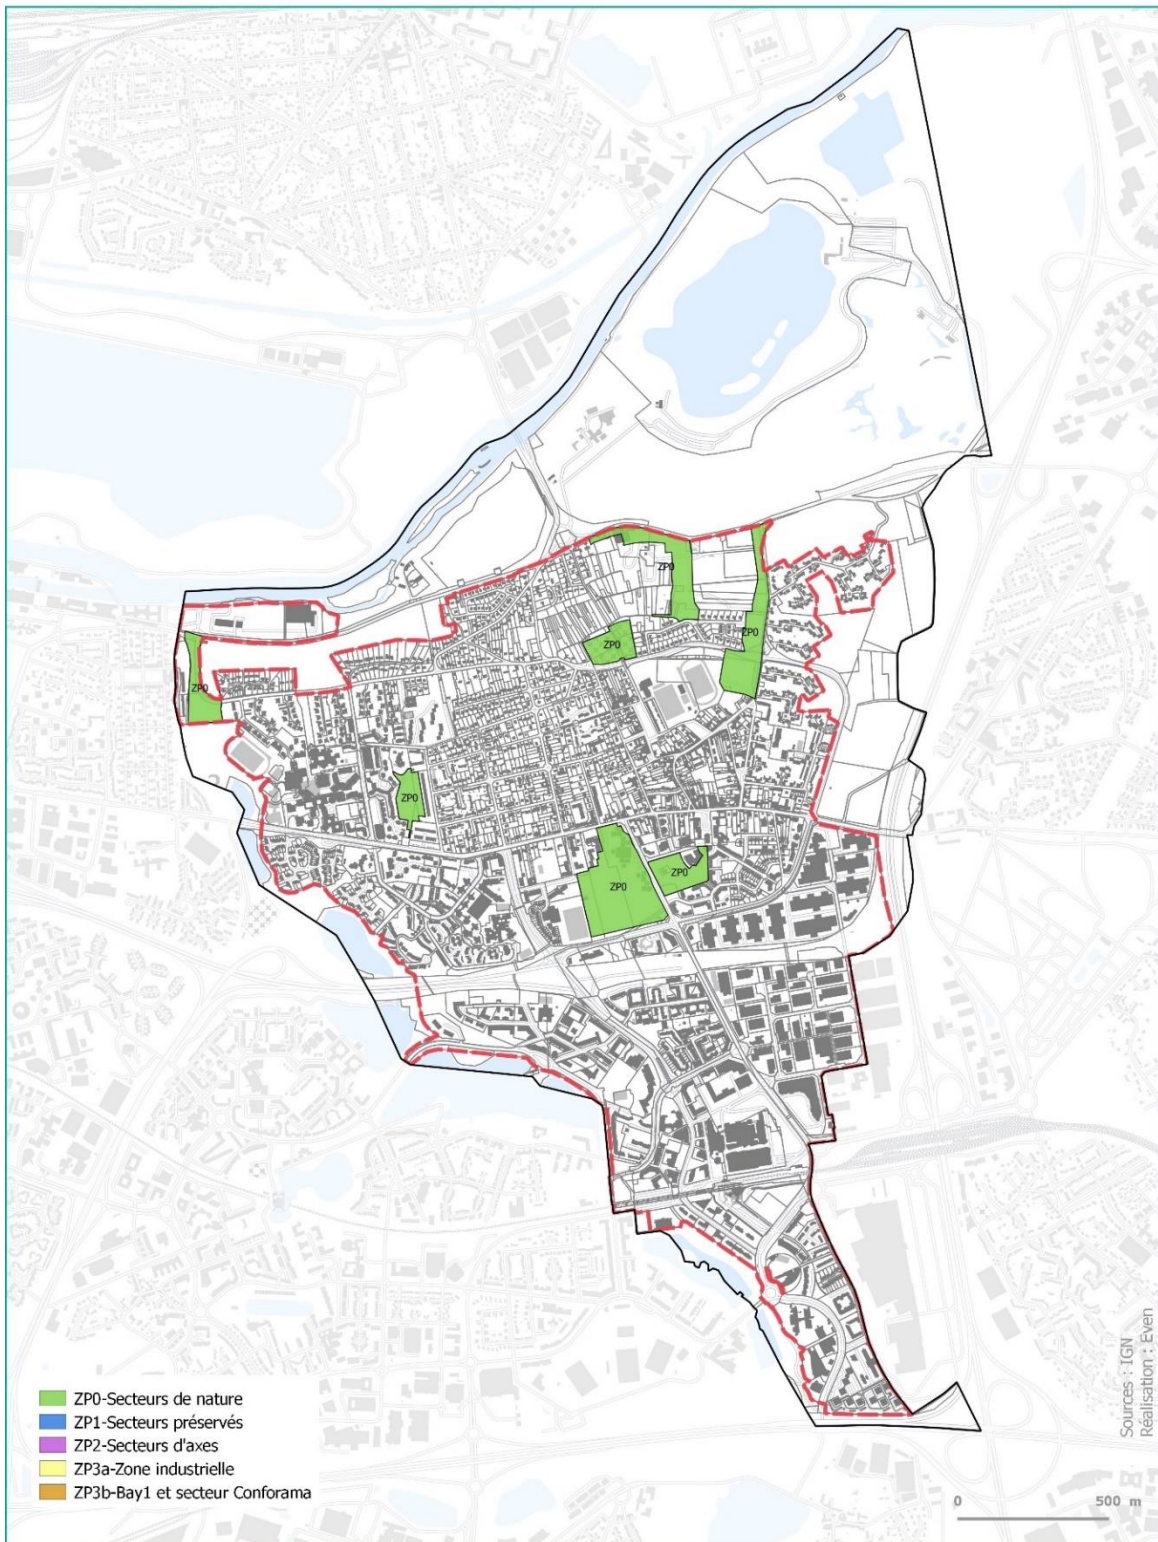 ZP0
ZP0
ZP0
ZP0
ZP0
ZP0
ZP0
ZP0-Secteurs de nature
ZP1-Secteurs préservés
ZP2-Secteurs d'axes
ZP3a-Zone industrielle
ZP3b-Bay1 et secteur Conforama
0 500 m
Sources : IGN
Réalisation : Even